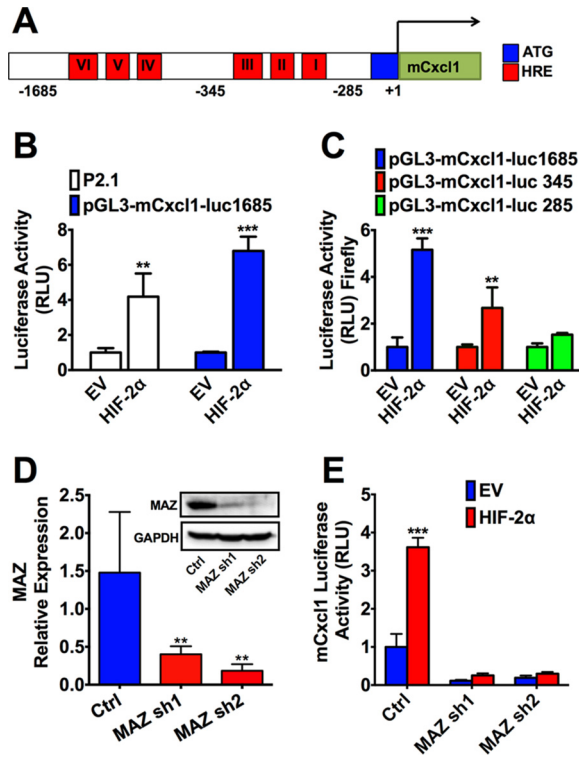 A
VI V IV III II I mCxcl1
-1685 -345 -285 +1
ATG
HRE
B
P2.1
pGL3-mCxcl1-luc1685
Luciferase Activity
(RLU)
8
6
4
2
0
**
***
EV
HIF-2α
EV
HIF-2α
C
pGL3-mCxcl1-luc1685
pGL3-mCxcl1-luc 345
pGL3-mCxcl1-luc 285
Luciferase Activity
(RLU) Firefly
6
4
2
0
***
**
EV
HIF-2α
EV
HIF-2α
EV
HIF-2α
D
MAZ
Relative Expression
2.5
2.0
1.5
1.0
0.5
0.0
MAZ
GAPDH
Ctrl
MAZ sh1
MAZ sh2
**
**
Ctrl
MAZ sh1
MAZ sh2
E
EV
HIF-2α
mCxcl1 Luciferase
Activity (RLU)
5
4
3
2
1
0
***
Ctrl
MAZ sh1
MAZ sh2